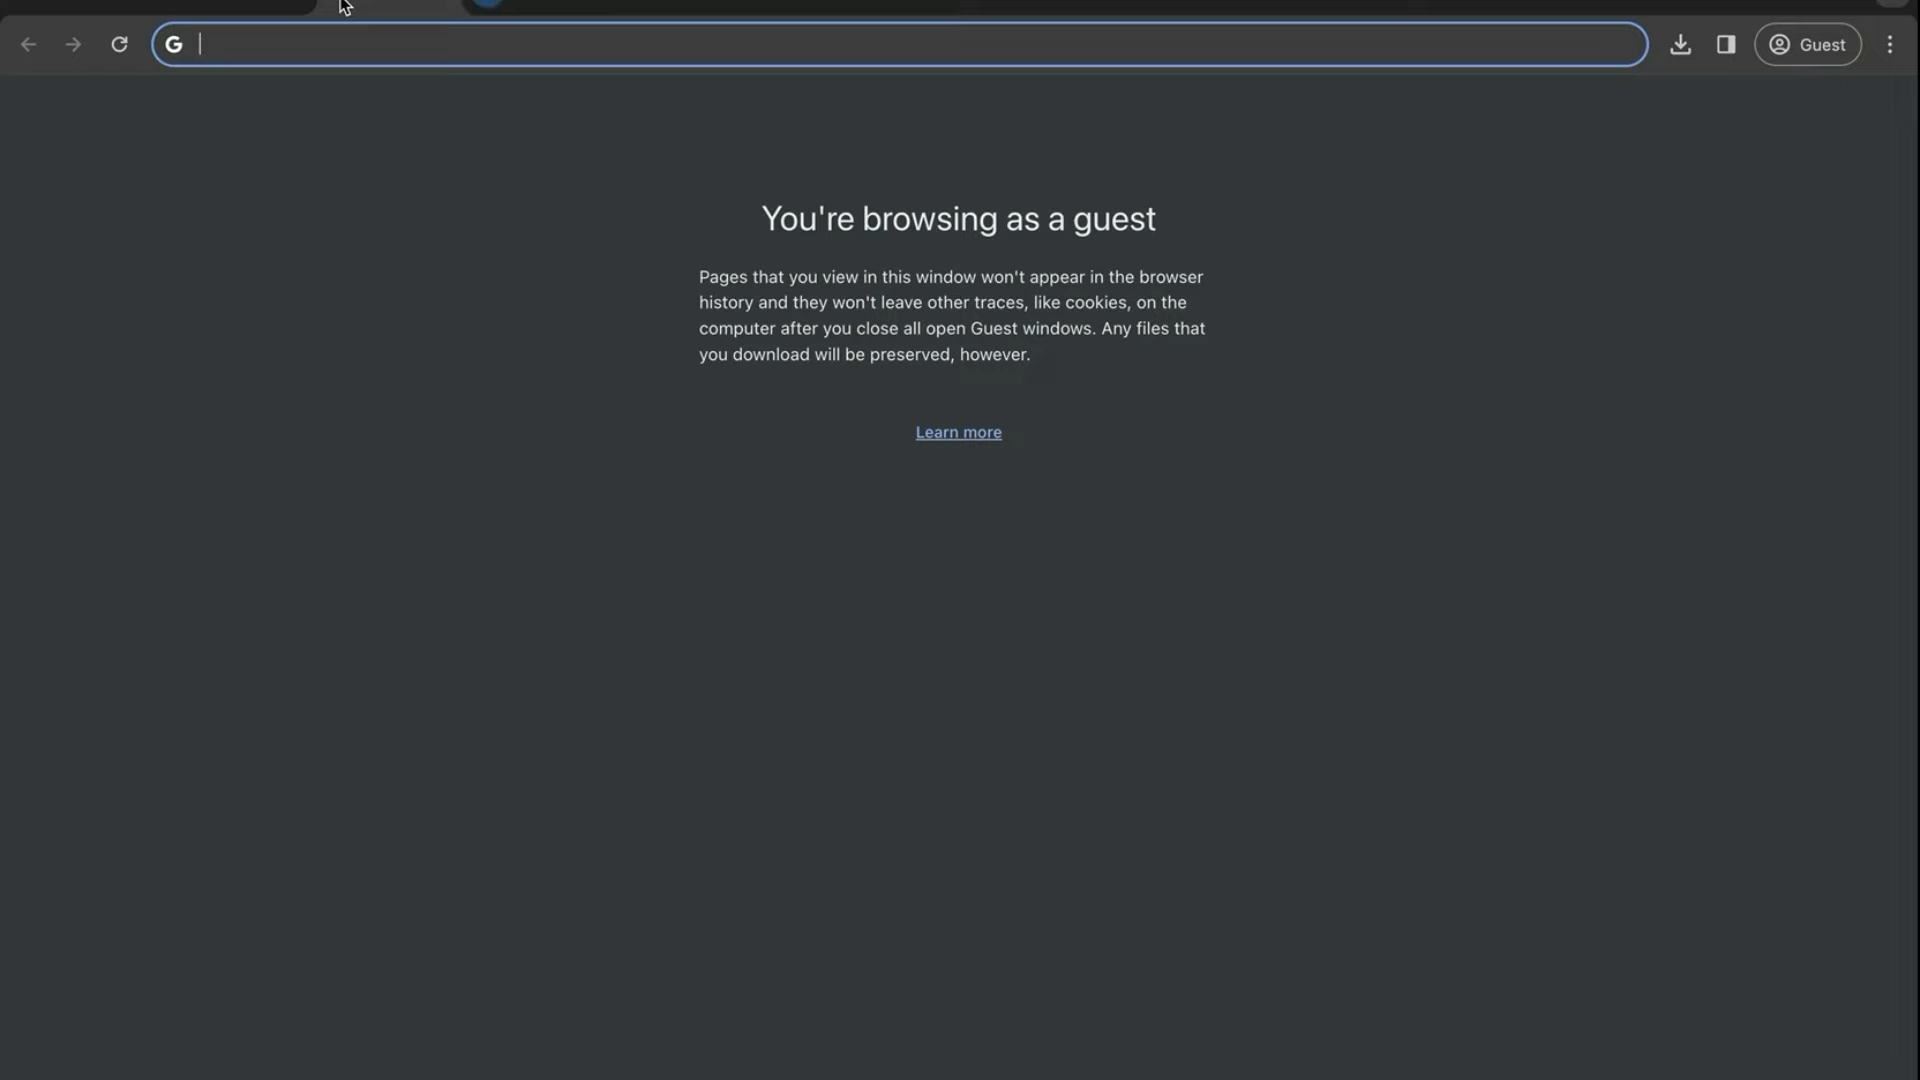 G
Guest
You're browsing as a guest
Pages that you view in this window won't appear in the browser
history and they won't leave other traces, like cookies, on the
computer after you close all open Guest windows. Any files that
you download will be preserved, however.
Learn more